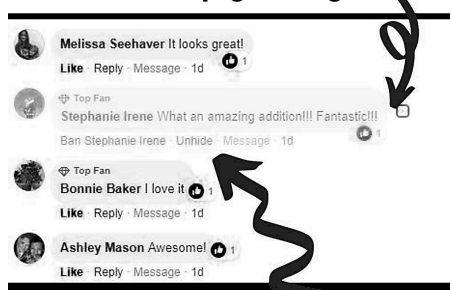 Melissa Seehaver It looks great!
1
Like · Reply · Message · 1d
Top Fan
Stephanie Irene What an amazing addition!!! Fantastic!!!
1
Ban Stephanie Irene · Unhide · Message · 1d
Top Fan
Bonnie Baker I love it
1
Like · Reply · Message · 1d
Ashley Mason Awesome!
1
Like · Reply · Message · 1d